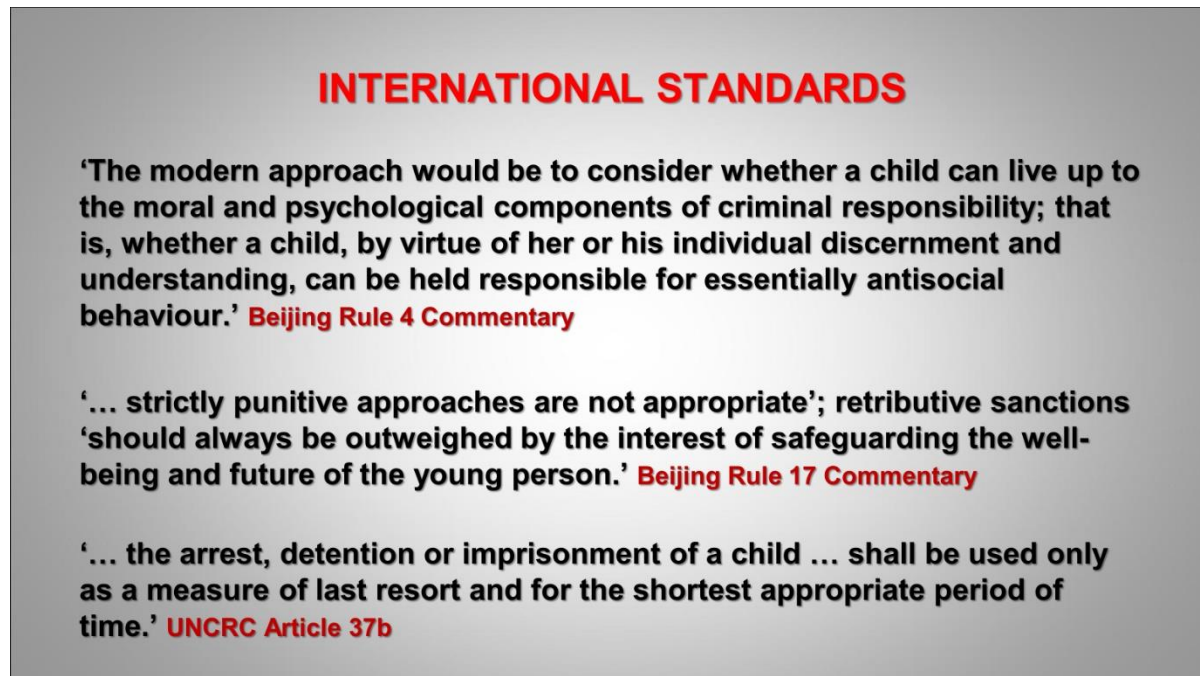 INTERNATIONAL STANDARDS
‘The modern approach would be to consider whether a child can live up to
the moral and psychological components of criminal responsibility; that
is, whether a child, by virtue of her or his individual discernment and
understanding, can be held responsible for essentially antisocial
behaviour.’ Beijing Rule 4 Commentary
‘… strictly punitive approaches are not appropriate’; retributive sanctions
‘should always be outweighed by the interest of safeguarding the well-
being and future of the young person.’ Beijing Rule 17 Commentary
‘… the arrest, detention or imprisonment of a child … shall be used only
as a measure of last resort and for the shortest appropriate period of
time.’ UNCRC Article 37b